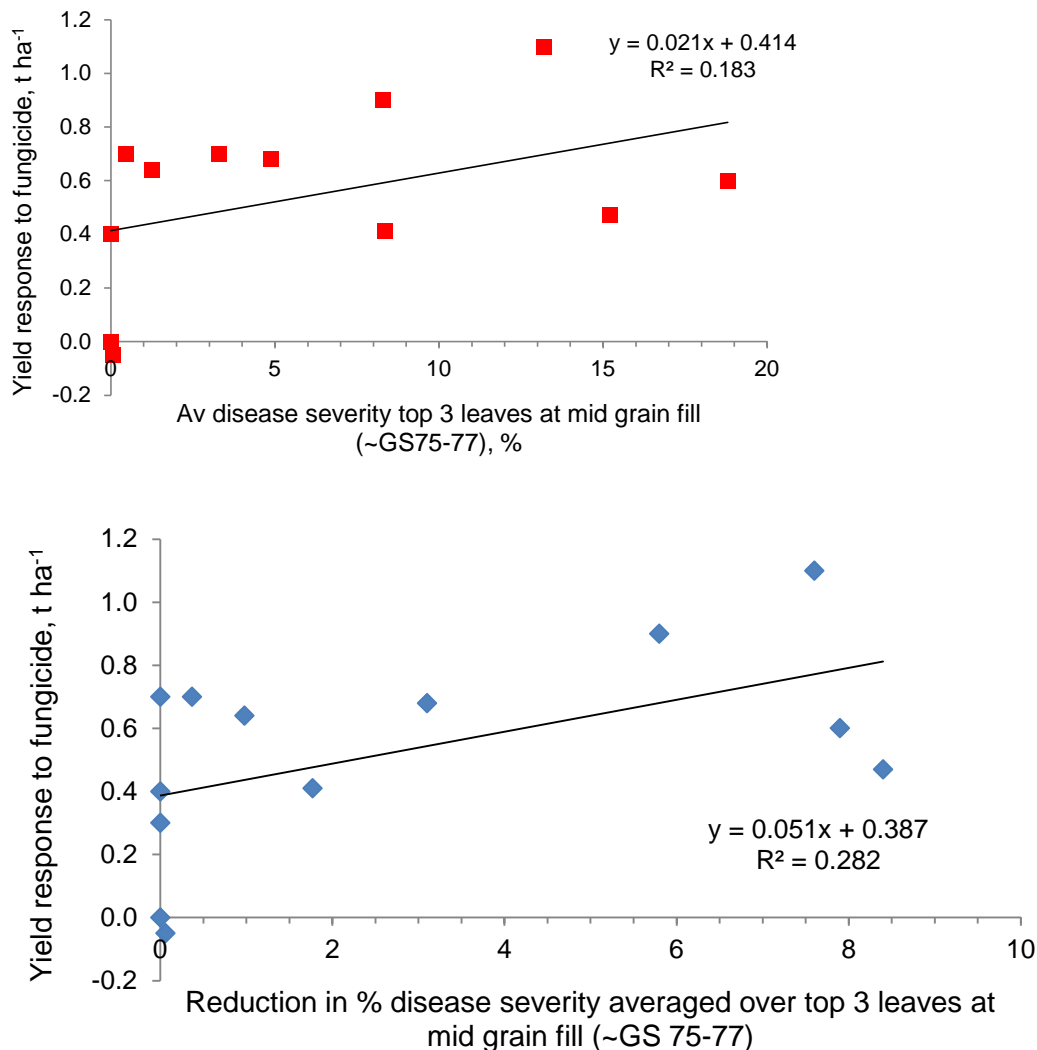 Yield response to fungicide, t ha-1
1.2
1.0
0.8
0.6
0.4
0.2
0.0
-0.2
y = 0.021x + 0.414
R² = 0.183
0
5
10
15
20
Av disease severity top 3 leaves at mid grain fill
(~GS75-77), %
Yield response to fungicide, t ha-1
1.2
1.0
0.8
0.6
0.4
0.2
0.0
-0.2
y = 0.051x + 0.387
R² = 0.282
0
2
4
6
8
10
Reduction in % disease severity averaged over top 3 leaves at
mid grain fill (~GS 75-77)